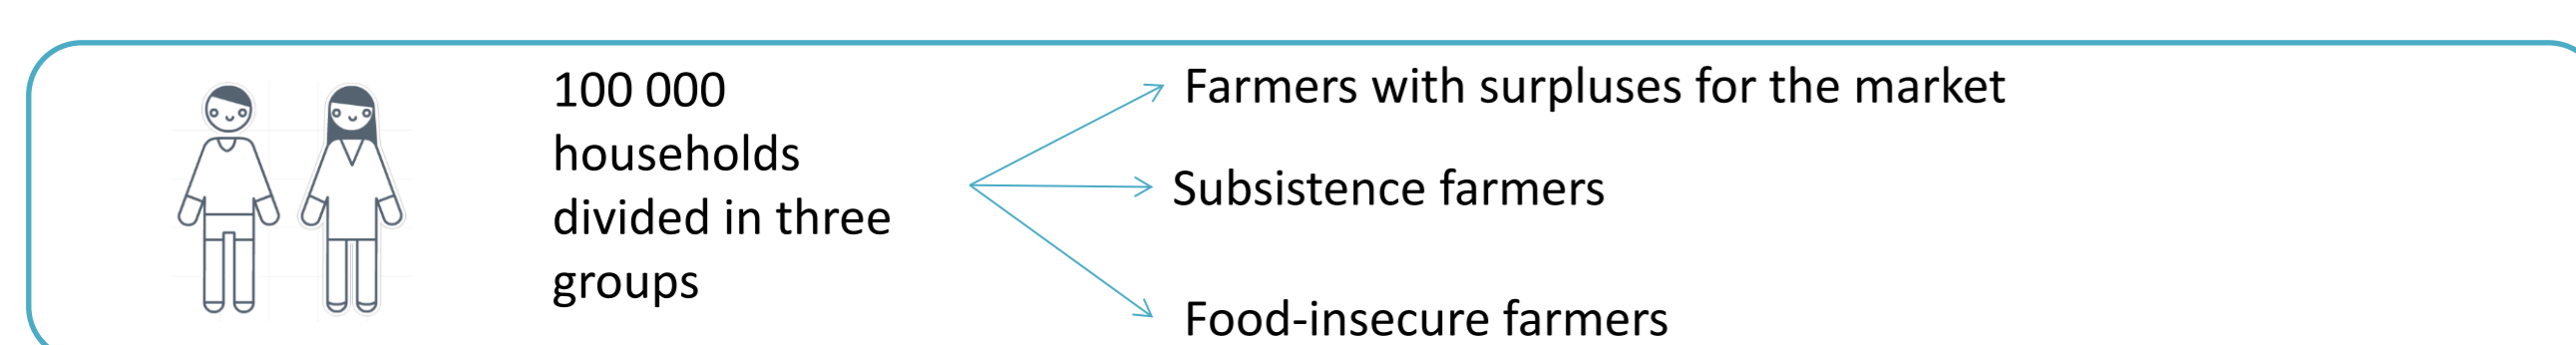 100 000
households
divided in three
groups
Farmers with surpluses for the market
Subsistence farmers
Food-insecure farmers